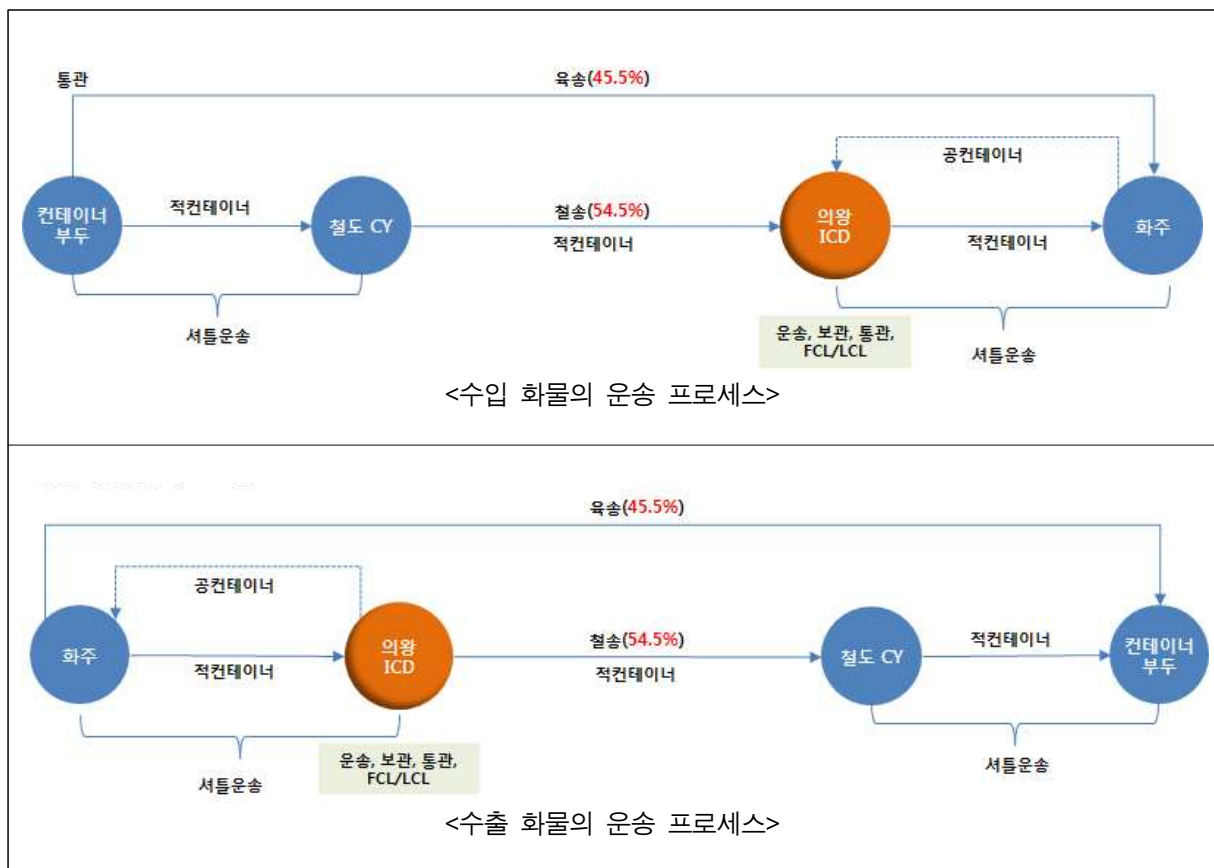 통관
육송(45.5%)
공컨테이너
컨테이너
부두
적컨테이너
철도 CY
철송(54.5%)
적컨테이너
의왕
ICD
적컨테이너
화주
셔틀운송
운송, 보관, 통관,
FCL/LCL
셔틀운송
<수입 화물의 운송 프로세스>
육송(45.5%)
공컨테이너
화주
적컨테이너
의왕
ICD
철송(54.5%)
적컨테이너
철도 CY
적컨테이너
컨테이너
부두
셔틀운송
운송, 보관, 통관,
FCL/LCL
셔틀운송
<수출 화물의 운송 프로세스>